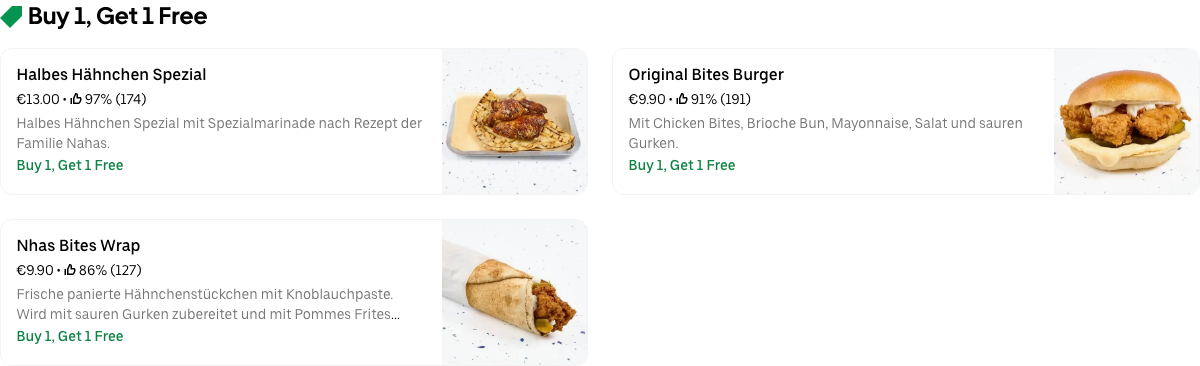 Buy 1, Get 1 Free
Halbes Hähnchen Spezial
€13.00 • 97% (174)
Halbes Hähnchen Spezial mit Spezialmarinade nach Rezept der
Familie Nahas.
Buy 1, Get 1 Free
Original Bites Burger
€9.90 • 91% (191)
Mit Chicken Bites, Brioche Bun, Mayonnaise, Salat und sauren
Gurken.
Buy 1, Get 1 Free
Nhas Bites Wrap
€9.90 • 86% (127)
Frische panierte Hähnchenstückchen mit Knoblauchpaste.
Wird mit sauren Gurken zubereitet und mit Pommes Frites...
Buy 1, Get 1 Free